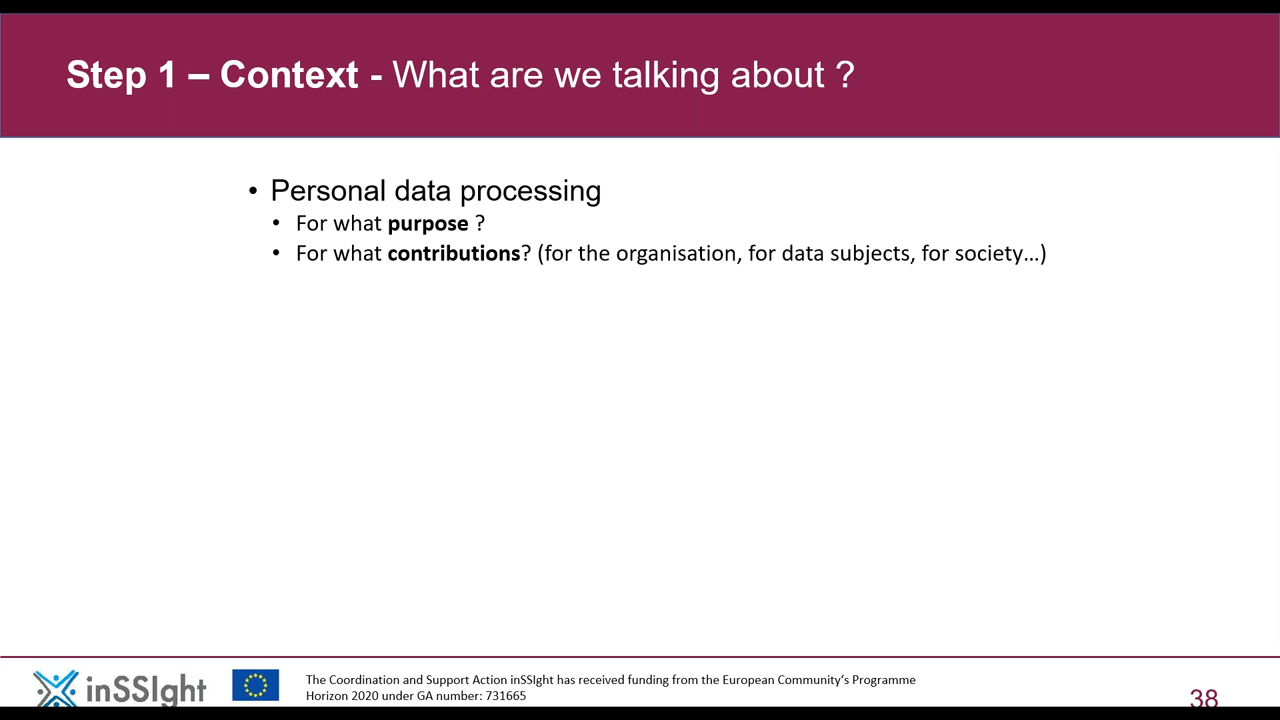 Step 1 – Context - What are we talking about ?
• Personal data processing
• For what purpose ?
• For what contributions? (for the organisation, for data subjects, for society…)
inSSIght
The Coordination and Support Action inSSIght has received funding from the European Community‘s Programme
Horizon 2020 under GA number: 731665
38